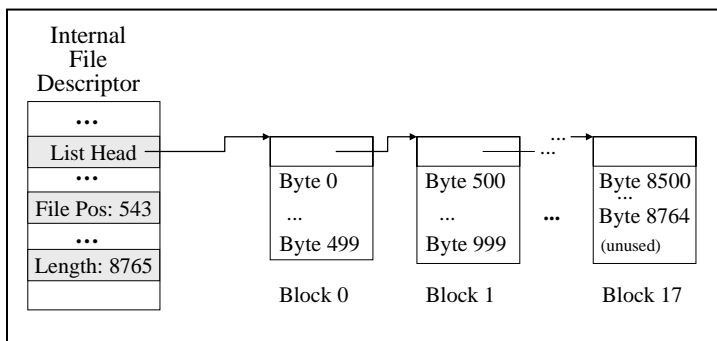 Internal
File
Descriptor
...
List Head
...
File Pos: 543
...
Length: 8765
Byte 0
...
Byte 499
Block 0
Byte 500
...
Byte 999
Block 1
...
...
...
Byte 8500
...
Byte 8764
(unused)
Block 17